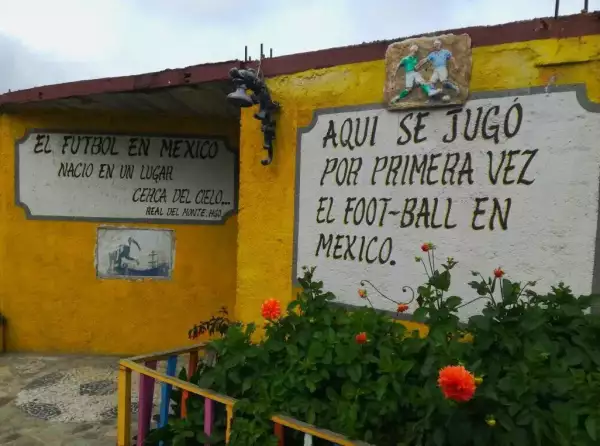 EL FUTBOL EN MEXICO
NACIO EN UN LUGAR
CERCA DEL CIELO...
REAL DEL MONTE, HGO.
AQUI SE JUGÓ
POR PRIMERA VEZ
EL FOOT-BALL EN
MEXICO.